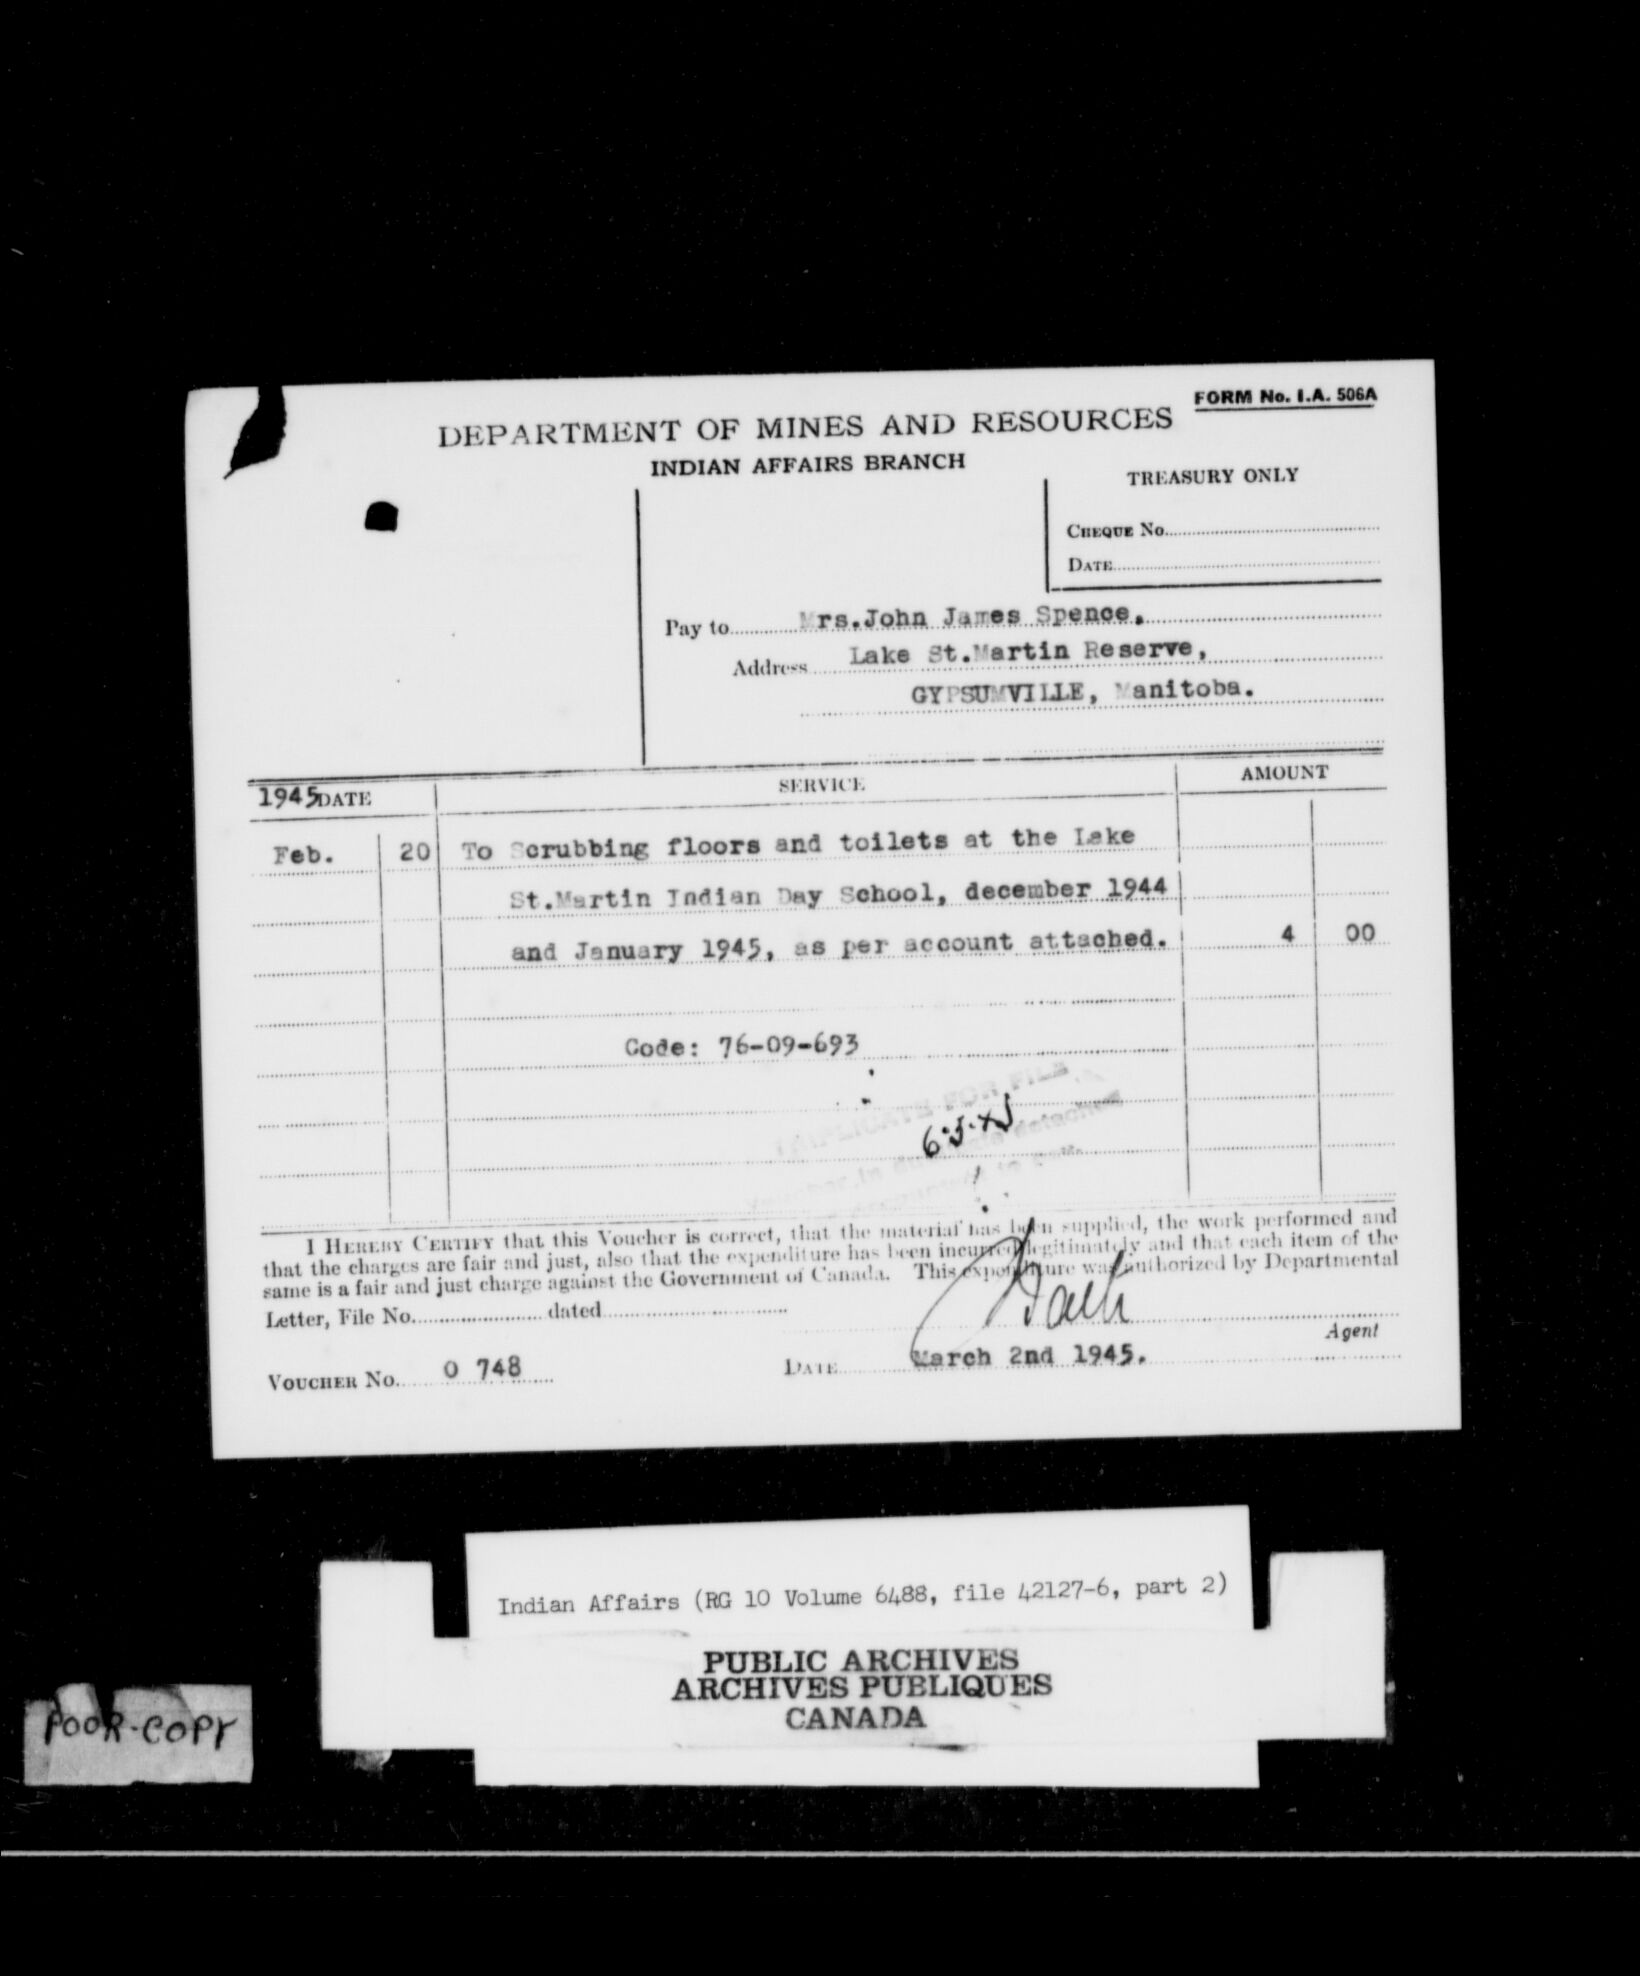 FORM No. I.A. 506A
DEPARTMENT OF MINES AND RESOURCES
INDIAN AFFAIRS BRANCH
TREASURY ONLY
CHEQUE No.
DATE
Pay to Mrs.John James Spence,
Address Lake St.Martin Reserve,
GYPSUMVILLE, Manitoba.
1945 DATE SERVICE AMOUNT
Feb. 20 To Scrubbing floors and toilets at the Lake
St.Martin Indian Day School, december 1944
and January 1945, as per account attached. 4 00
Code: 76-09-693
TRIPLICATE FOR FILE
6.3.45
I HEREBY CERTIFY that this Voucher is correct, that the material has been supplied, the work performed and
that the charges are fair and just, also that the expenditure has been incurred legitimately and that each item of the
same is a fair and just charge against the Government of Canada. This expenditure was authorized by Departmental
Letter, File No. dated
Agent
VOUCHER No. O 748 DATE March 2nd 1945.
Indian Affairs (RG 10 Volume 6488, file 42127-6, part 2)
PUBLIC ARCHIVES
ARCHIVES PUBLIQUES
CANADA
POOR-COPY